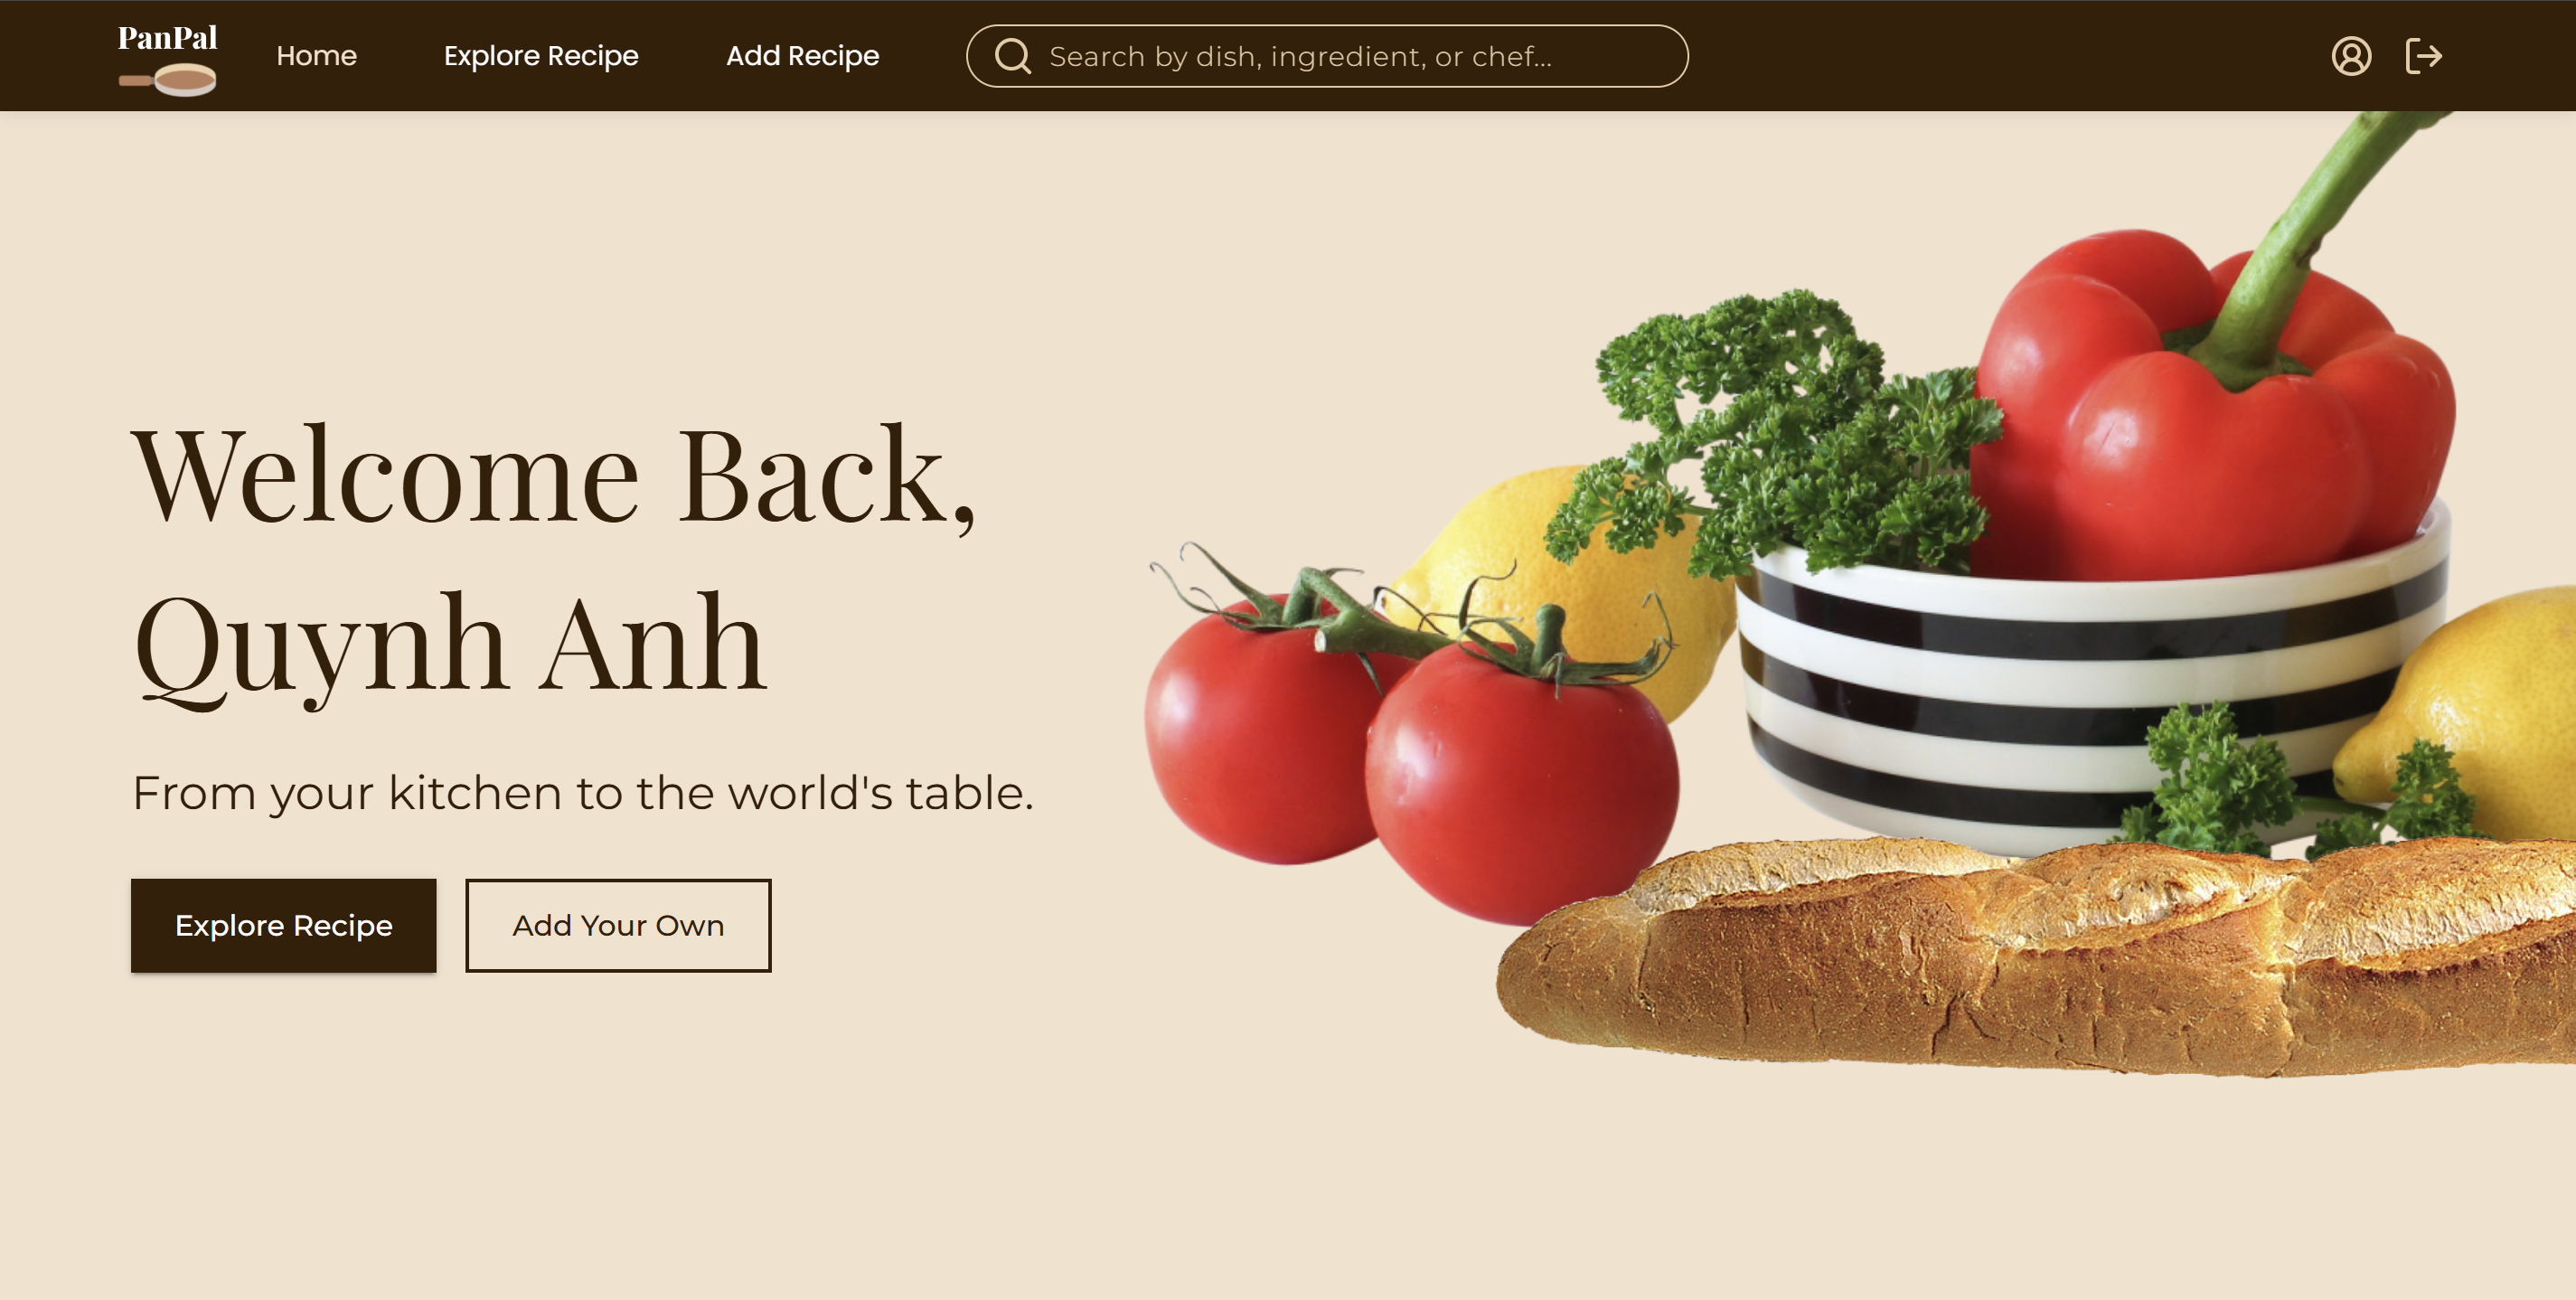 PanPal
Home
Explore Recipe
Add Recipe
Search by dish, ingredient, or chef...
Welcome Back,
Quynh Anh
From your kitchen to the world's table.
Explore Recipe
Add Your Own